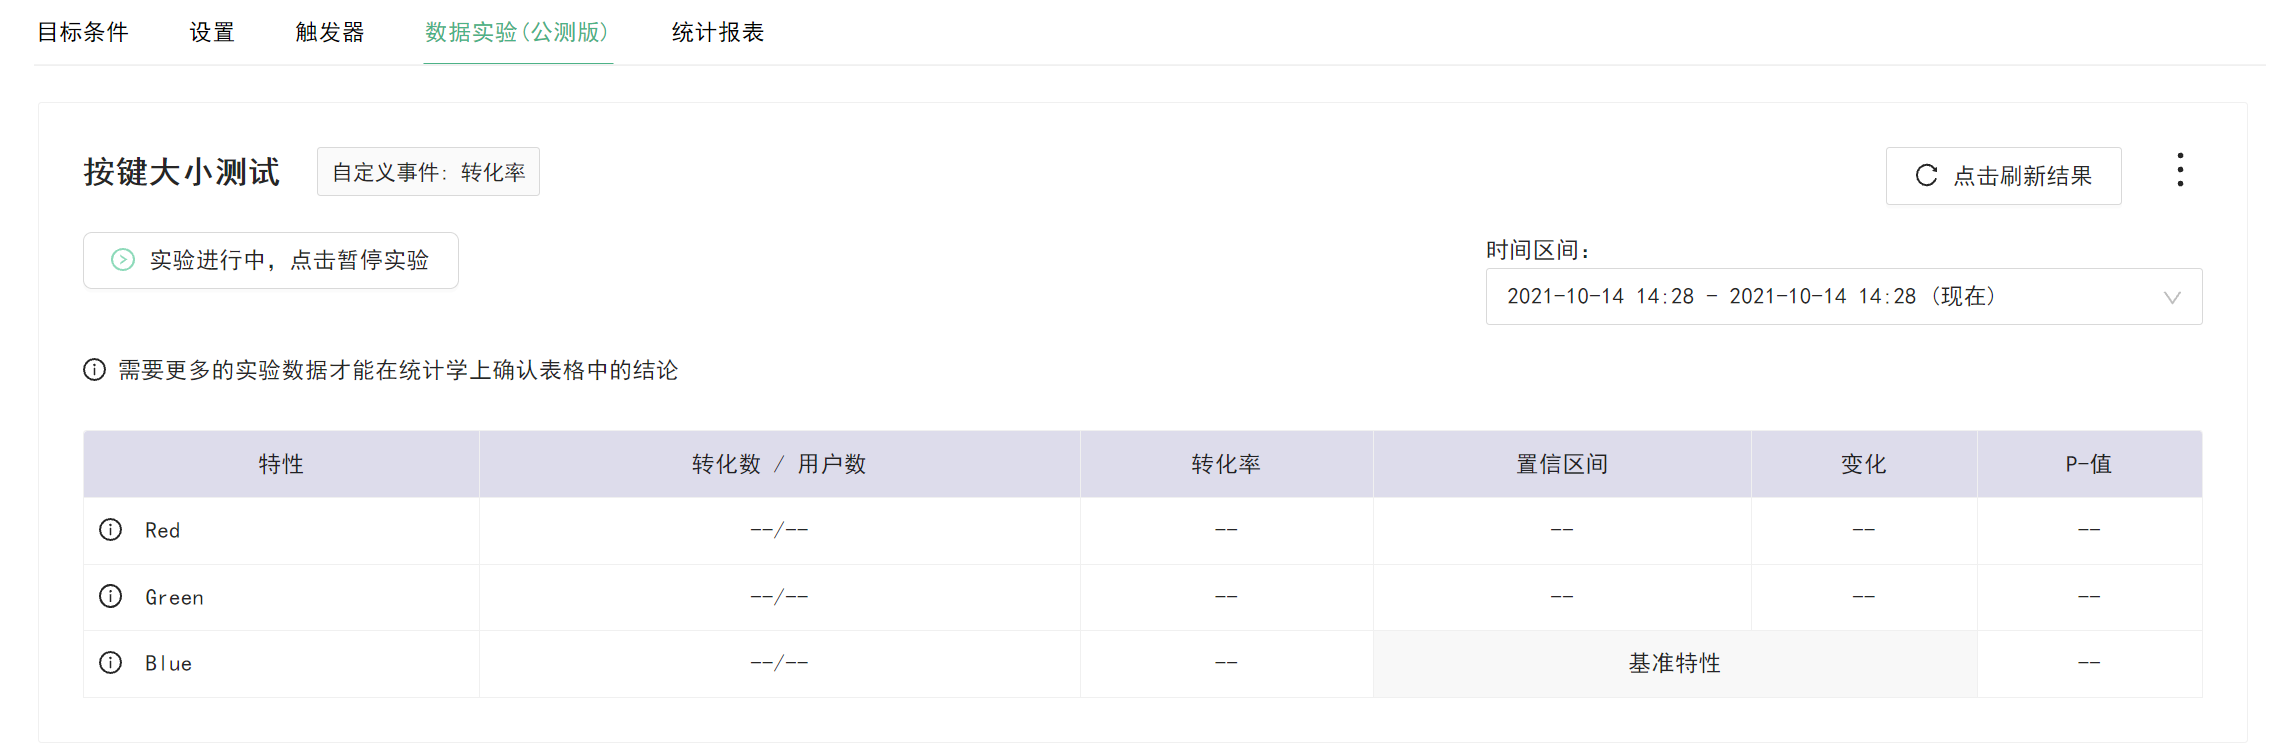 目标条件 设置 触发器 数据实验(公测版) 统计报表
按键大小测试 自定义事件: 转化率 点击刷新结果
实验进行中，点击暂停实验
时间区间：
2021-10-14 14:28 - 2021-10-14 14:28 (现在)
需要更多的实验数据才能在统计学上确认表格中的结论
特性 转化数 / 用户数 转化率 置信区间 变化 P-值
Red --/-- -- -- -- --
Green --/-- -- -- -- --
Blue --/-- -- 基准特性 --